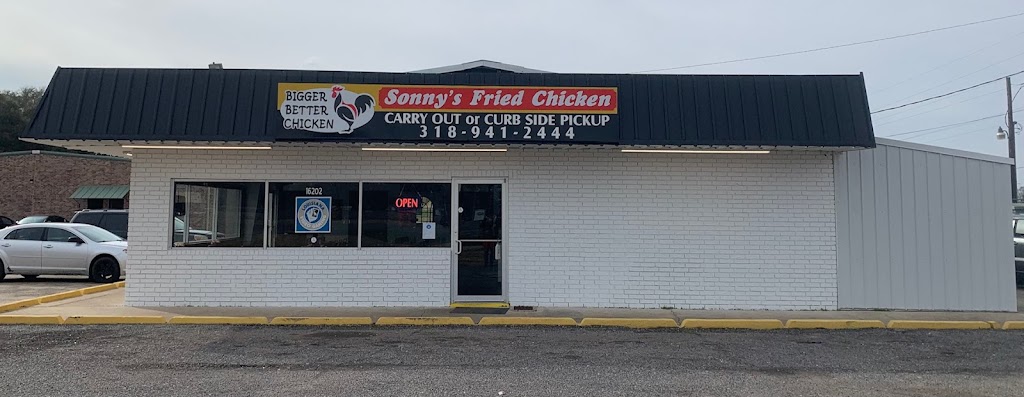 BIGGER
BETTER
CHICKEN
Sonny's Fried Chicken
CARRY OUT or CURB SIDE PICKUP
318-941-2444
16202
OPEN